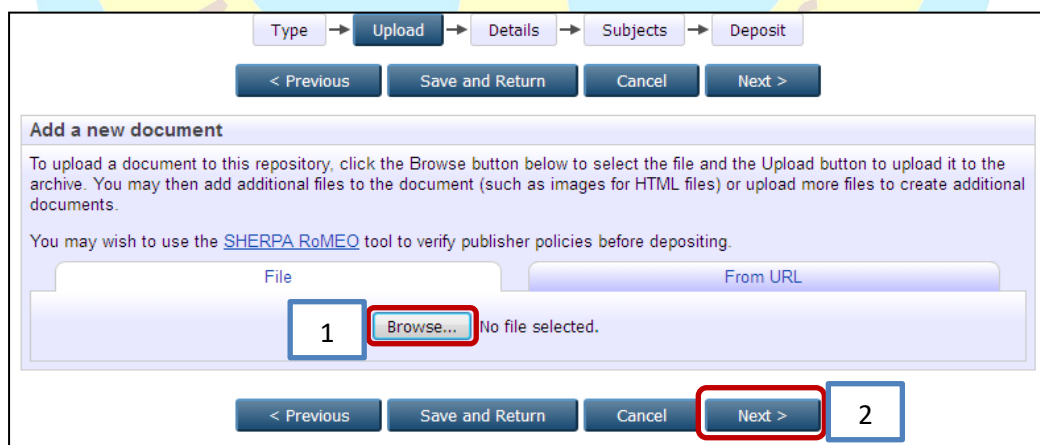 Type Upload Details Subjects Deposit
< Previous Save and Return Cancel Next >
Add a new document
To upload a document to this repository, click the Browse button below to select the file and the Upload button to upload it to the
archive. You may then add additional files to the document (such as images for HTML files) or upload more files to create additional
documents.
You may wish to use the SHERPA RoMEO tool to verify publisher policies before depositing.
File From URL
1 Browse... No file selected.
< Previous Save and Return Cancel Next > 2